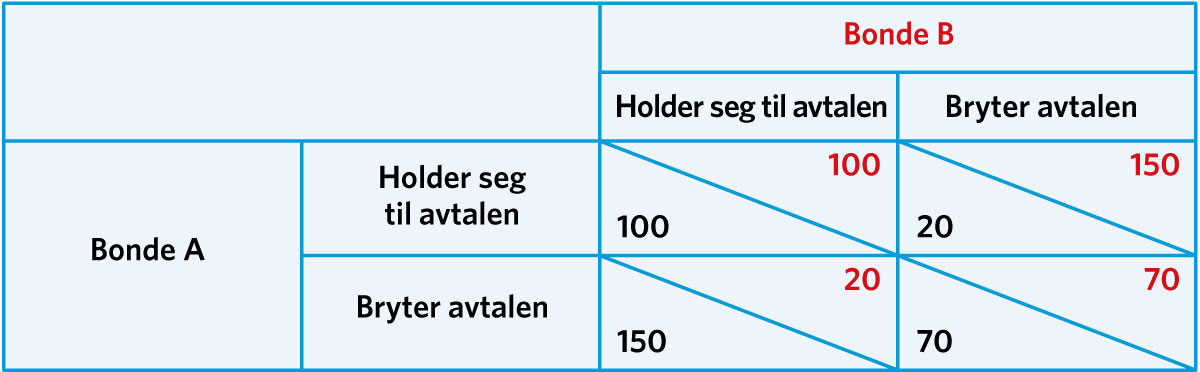 Bonde B
Holder seg til avtalen
Bryter avtalen
Bonde A
Holder seg
til avtalen
100
100
150
20
Bryter avtalen
20
150
70
70